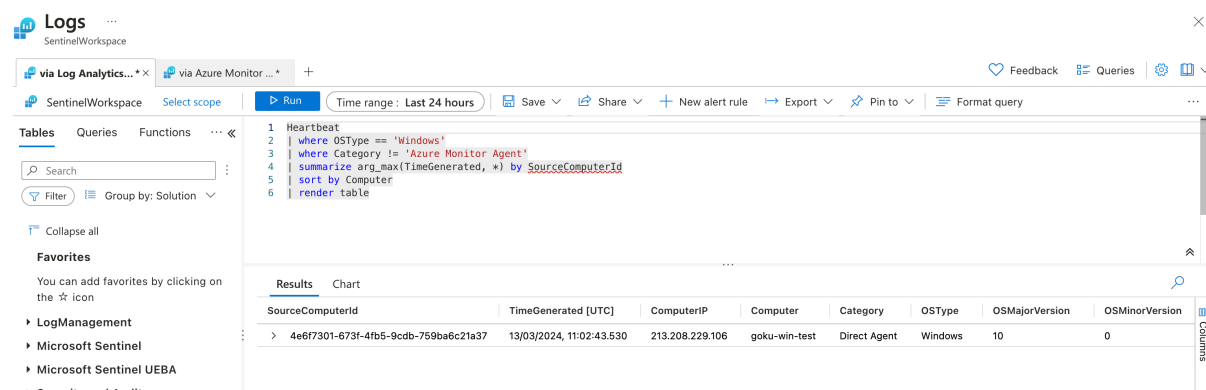 Logs ...
SentinelWorkspace
via Log Analytics...* ×
via Azure Monitor ...*
+
Feedback
Queries
SentinelWorkspace
Select scope
Run
Time range : Last 24 hours
Save
Share
New alert rule
Export
Pin to
Format query
...
Tables
Queries
Functions
...
Search
Filter
Group by: Solution
Collapse all
Favorites
You can add favorites by clicking on
the ☆ icon
LogManagement
Microsoft Sentinel
Microsoft Sentinel UEBA
1 Heartbeat
2 | where OSType == 'Windows'
3 | where Category != 'Azure Monitor Agent'
4 | summarize arg_max(TimeGenerated, *) by SourceComputerId
5 | sort by Computer
6 | render table
...
Results
Chart
SourceComputerId TimeGenerated [UTC] ComputerIP Computer Category OSType OSMajorVersion OSMinorVersion
4e6f7301-673f-4fb5-9cdb-759ba6c21a37 13/03/2024, 11:02:43.530 213.208.229.106 goku-win-test Direct Agent Windows 10 0
Columns